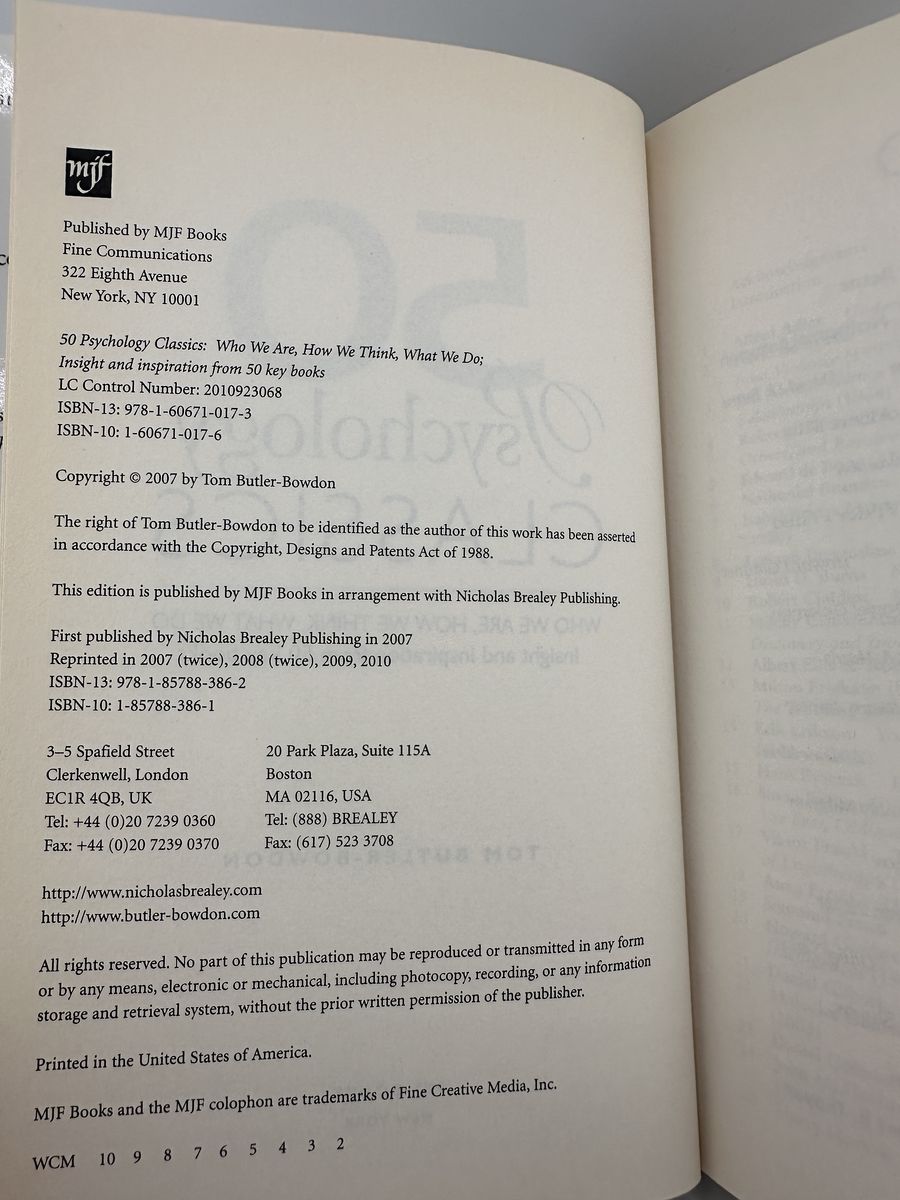 mjf
Published by MJF Books
Fine Communications
322 Eighth Avenue
New York, NY 10001
50 Psychology Classics: Who We Are, How We Think, What We Do;
Insight and inspiration from 50 key books
LC Control Number: 2010923068
ISBN-13: 978-1-60671-017-3
ISBN-10: 1-60671-017-6
Copyright © 2007 by Tom Butler-Bowdon
The right of Tom Butler-Bowdon to be identified as the author of this work has been asserted
in accordance with the Copyright, Designs and Patents Act of 1988.
This edition is published by MJF Books in arrangement with Nicholas Brealey Publishing.
First published by Nicholas Brealey Publishing in 2007
Reprinted in 2007 (twice), 2008 (twice), 2009, 2010
ISBN-13: 978-1-85788-386-2
ISBN-10: 1-85788-386-1
3–5 Spafield Street
Clerkenwell, London
EC1R 4QB, UK
Tel: +44 (0)20 7239 0360
Fax: +44 (0)20 7239 0370
20 Park Plaza, Suite 115A
Boston
MA 02116, USA
Tel: (888) BREALEY
Fax: (617) 523 3708
http://www.nicholasbrealey.com
http://www.butler-bowdon.com
All rights reserved. No part of this publication may be reproduced or transmitted in any form
or by any means, electronic or mechanical, including photocopy, recording, or any information
storage and retrieval system, without the prior written permission of the publisher.
Printed in the United States of America.
MJF Books and the MJF colophon are trademarks of Fine Creative Media, Inc.
WCM 10 9 8 7 6 5 4 3 2